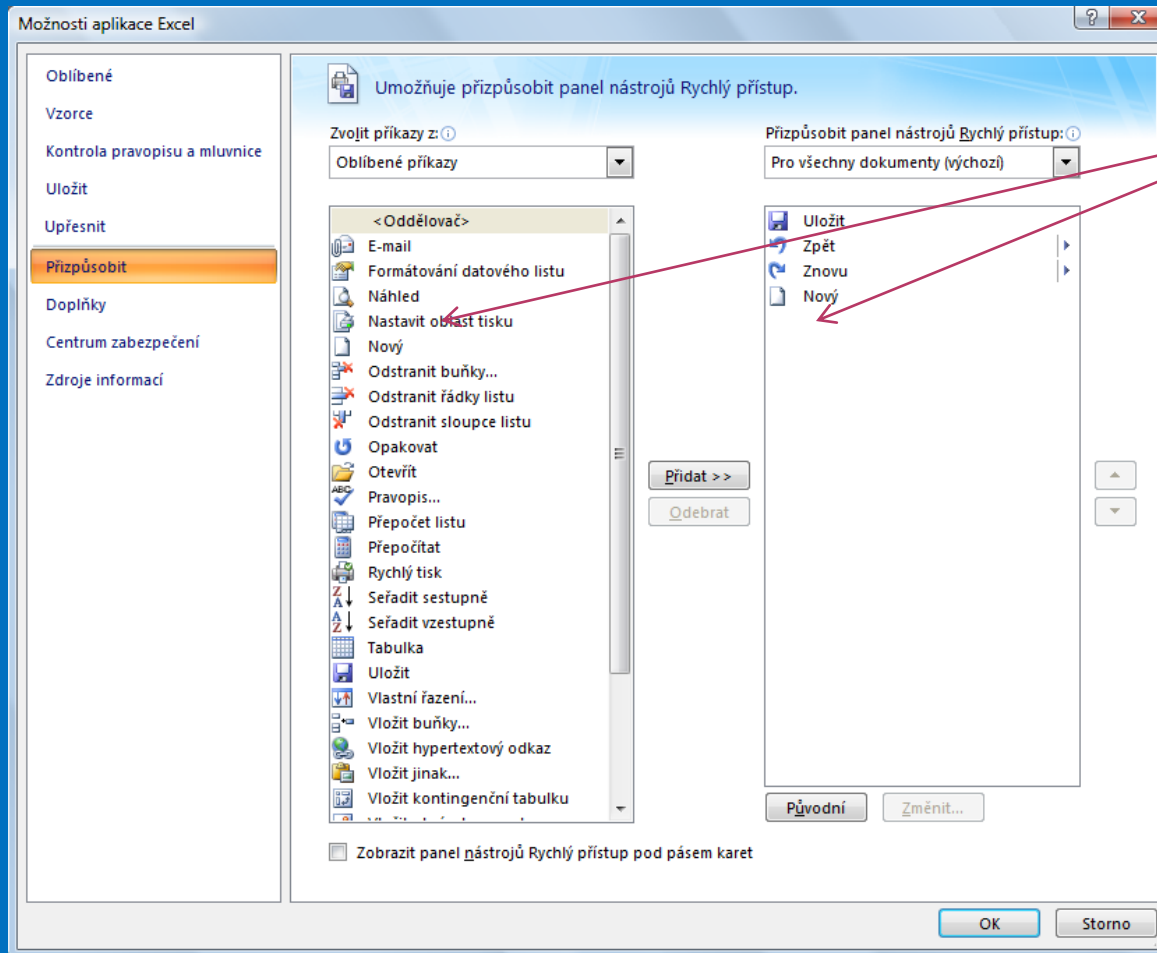 Možnosti aplikace Excel
Oblíbené
Vzorce
Kontrola pravopisu a mluvnice
Uložit
Upřesnit
Přizpůsobit
Doplňky
Centrum zabezpečení
Zdroje informací
Umožňuje přizpůsobit panel nástrojů Rychlý přístup.
Zvolit příkazy z:
Oblíbené příkazy
<Oddělovač>
E-mail
Formátování datového listu
Náhled
Nastavit oblast tisku
Nový
Odstranit buňky...
Odstranit řádky listu
Odstranit sloupce listu
Opakovat
Otevřít
Pravopis...
Přepočet listu
Přepočítat
Rychlý tisk
Seřadit sestupně
Seřadit vzestupně
Tabulka
Uložit
Vlastní řazení...
Vložit buňky...
Vložit hypertextový odkaz
Vložit jinak...
Vložit kontingenční tabulku
Přidat >>
Odebrat
Přizpůsobit panel nástrojů Rychlý přístup:
Pro všechny dokumenty (výchozí)
Uložit
Zpět
Znovu
Nový
Původní
Změnit...
Zobrazit panel nástrojů Rychlý přístup pod pásem karet
OK
Storno